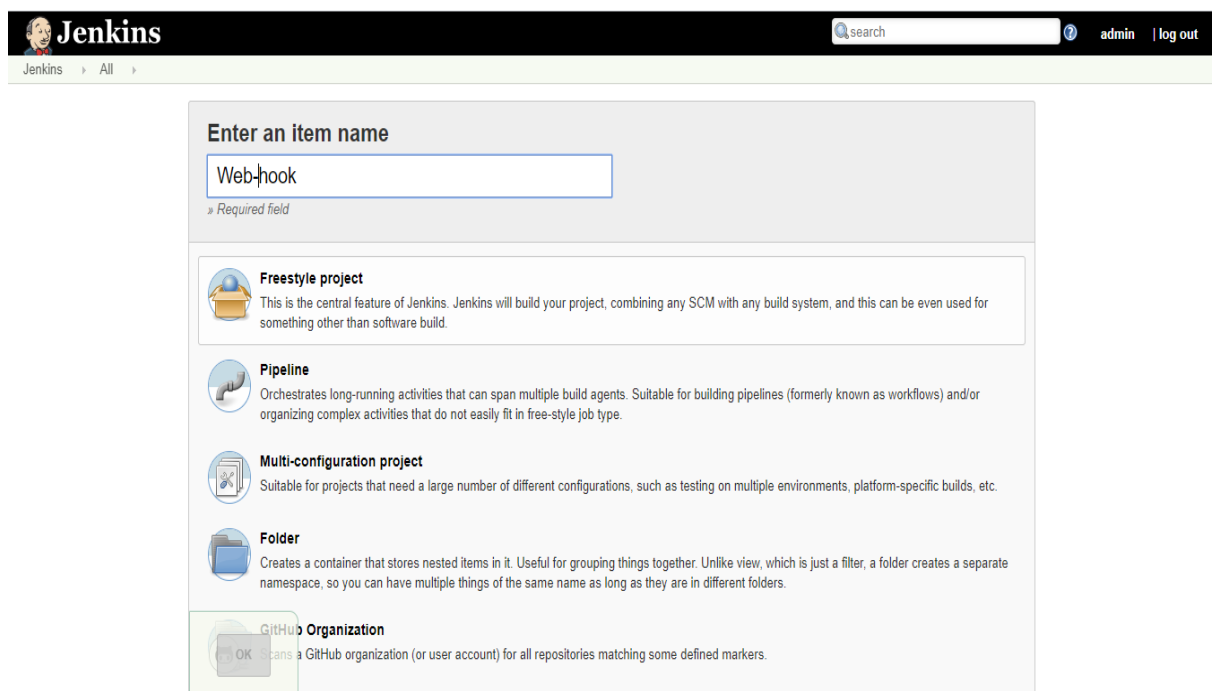 Jenkins
search
admin | log out
Jenkins All
Enter an item name
Web-hook
» Required field
Freestyle project
This is the central feature of Jenkins. Jenkins will build your project, combining any SCM with any build system, and this can be even used for
something other than software build.
Pipeline
Orchestrates long-running activities that can span multiple build agents. Suitable for building pipelines (formerly known as workflows) and/or
organizing complex activities that do not easily fit in free-style job type.
Multi-configuration project
Suitable for projects that need a large number of different configurations, such as testing on multiple environments, platform-specific builds, etc.
Folder
Creates a container that stores nested items in it. Useful for grouping things together. Unlike view, which is just a filter, a folder creates a separate
namespace, so you can have multiple things of the same name as long as they are in different folders.
GitHub Organization
OK
Scans a GitHub organization (or user account) for all repositories matching some defined markers.